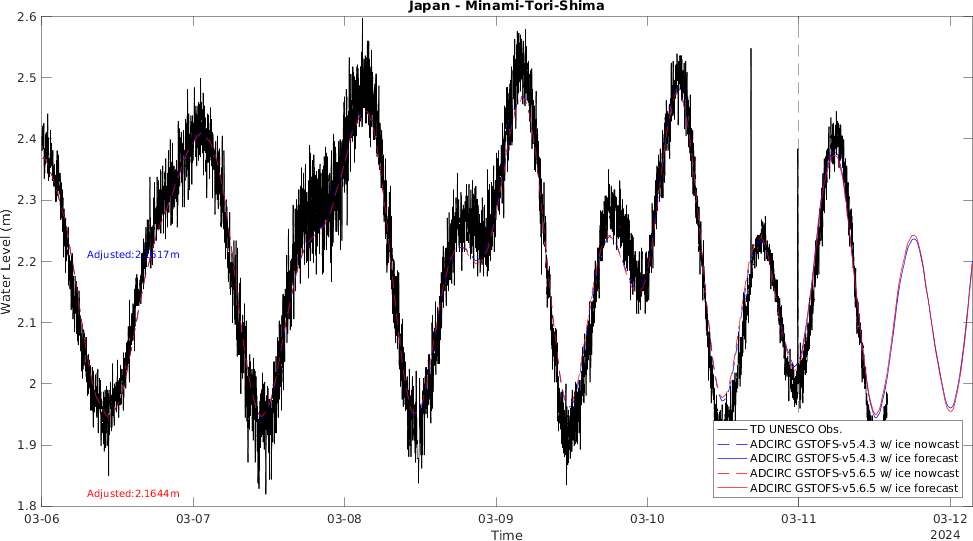 Japan - Minami-Tori-Shima
2.6
2.5
2.4
2.3
2.2
2.1
2
1.9
1.8
Water Level (m)
Adjusted:2.1617m
Adjusted:2.1644m
TD UNESCO Obs.
ADCIRC GSTOFS-v5.4.3 w/ ice nowcast
ADCIRC GSTOFS-v5.4.3 w/ ice forecast
ADCIRC GSTOFS-v5.6.5 w/ ice nowcast
ADCIRC GSTOFS-v5.6.5 w/ ice forecast
03-06
03-07
03-08
03-09
03-10
03-11
03-12
Time
2024